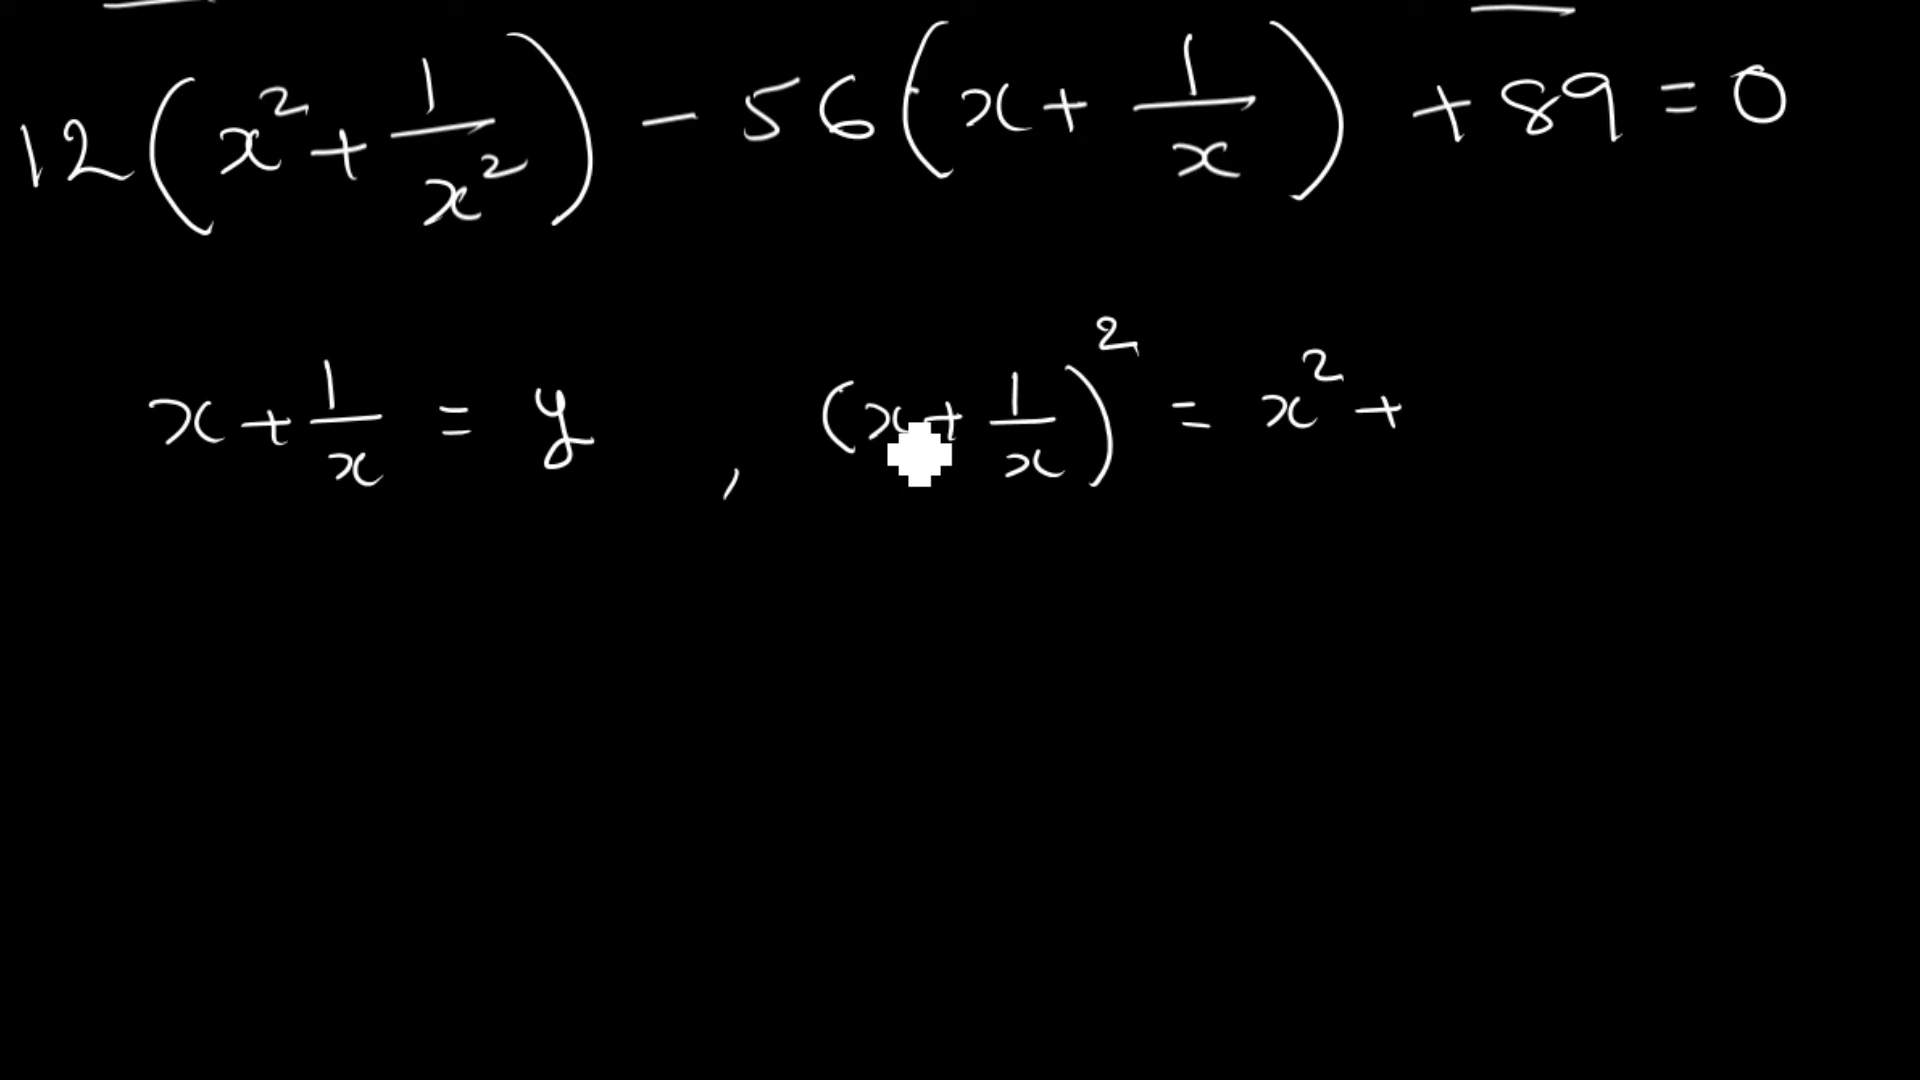 12(x² + 1/x²) - 56(x + 1/x) + 89 = 0
x + 1/x = y , (x + 1/x)² = x² +